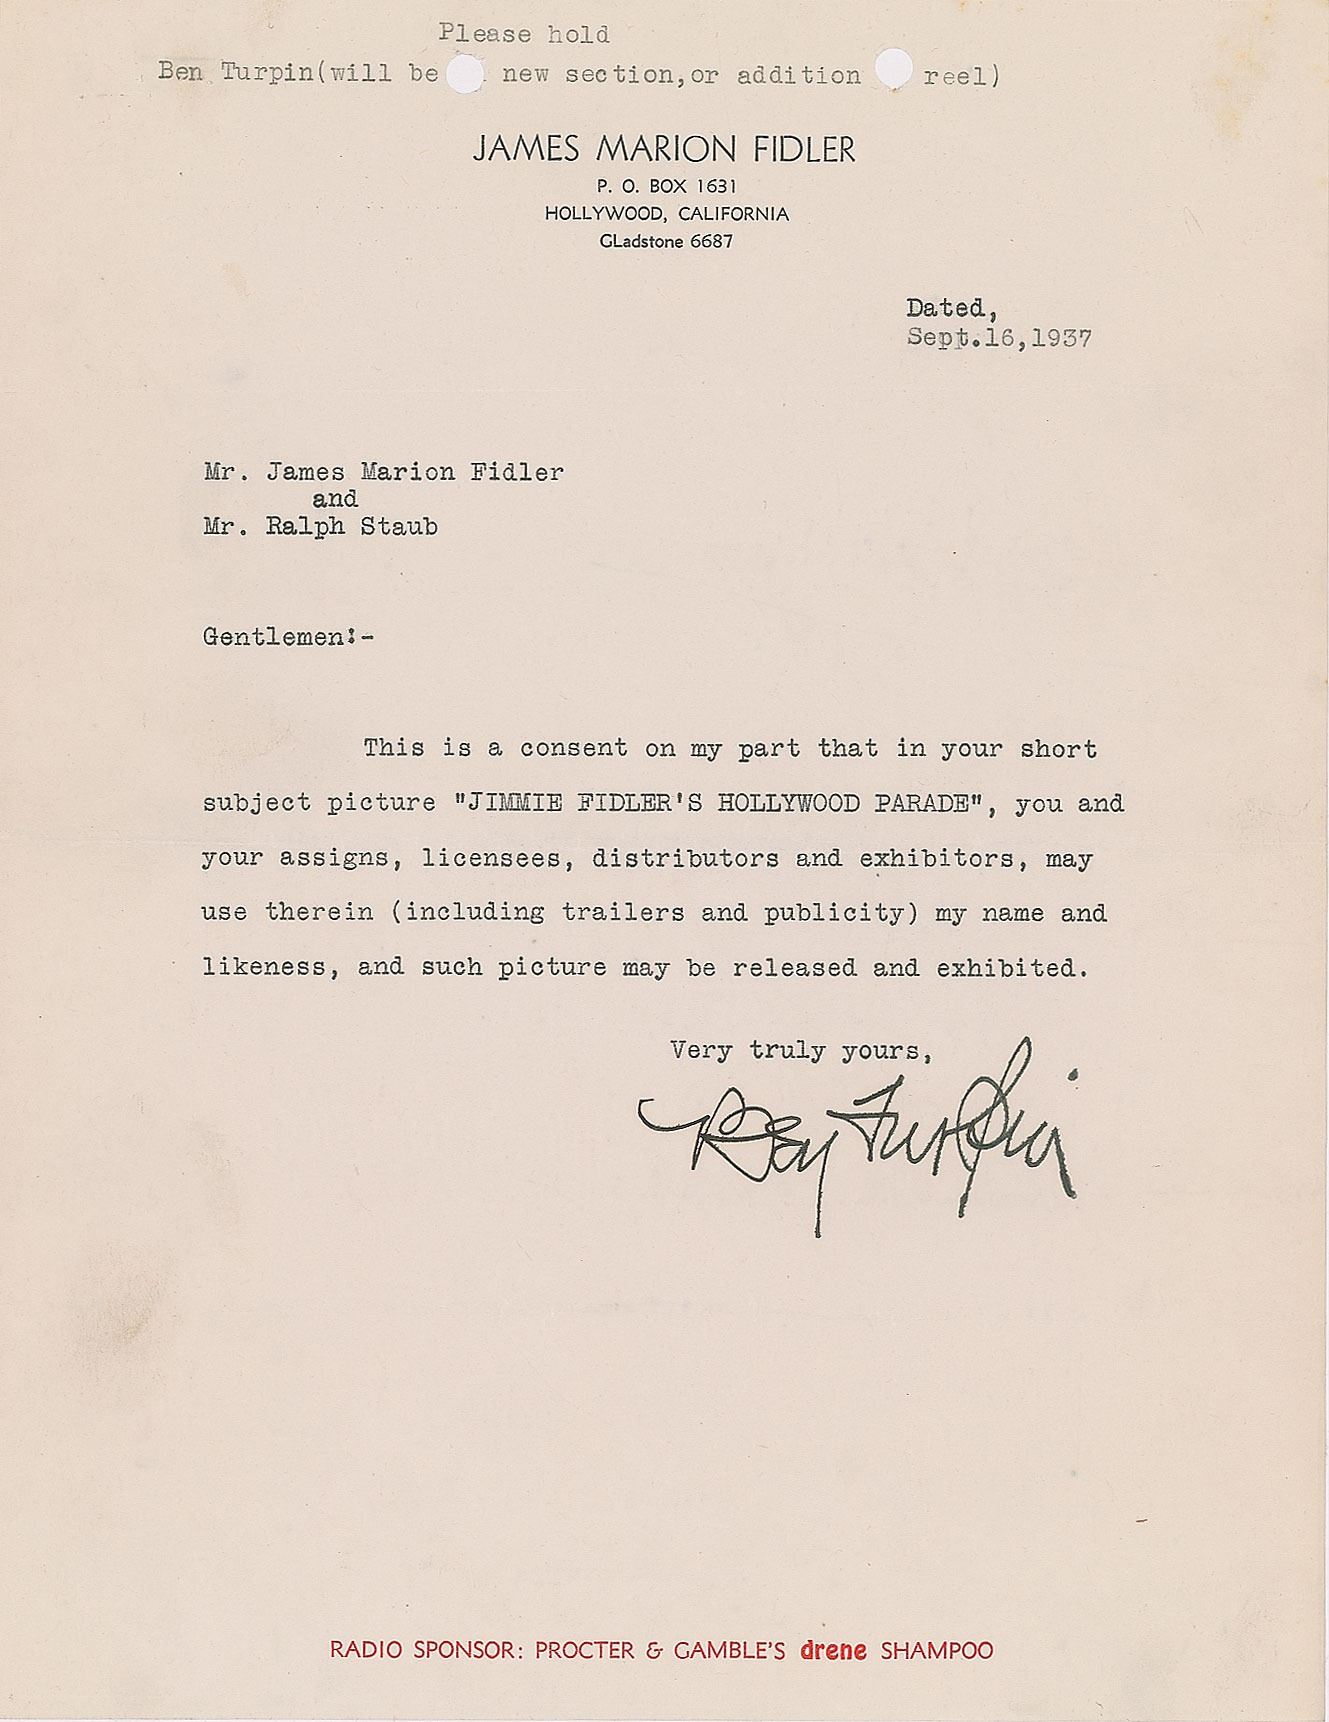 Please hold
Ben Turpin(will be new section,or addition reel)
JAMES MARION FIDLER
P. O. BOX 1631
HOLLYWOOD, CALIFORNIA
GLadstone 6687
Dated,
Sept.16,1937
Mr. James Marion Fidler
and
Mr. Ralph Staub
Gentlemen:-
This is a consent on my part that in your short
subject picture "JIMMIE FIDLER'S HOLLYWOOD PARADE", you and
your assigns, licensees, distributors and exhibitors, may
use therein (including trailers and publicity) my name and
likeness, and such picture may be released and exhibited.
Very truly yours,
Ben Turpin
RADIO SPONSOR: PROCTER & GAMBLE'S drene SHAMPOO